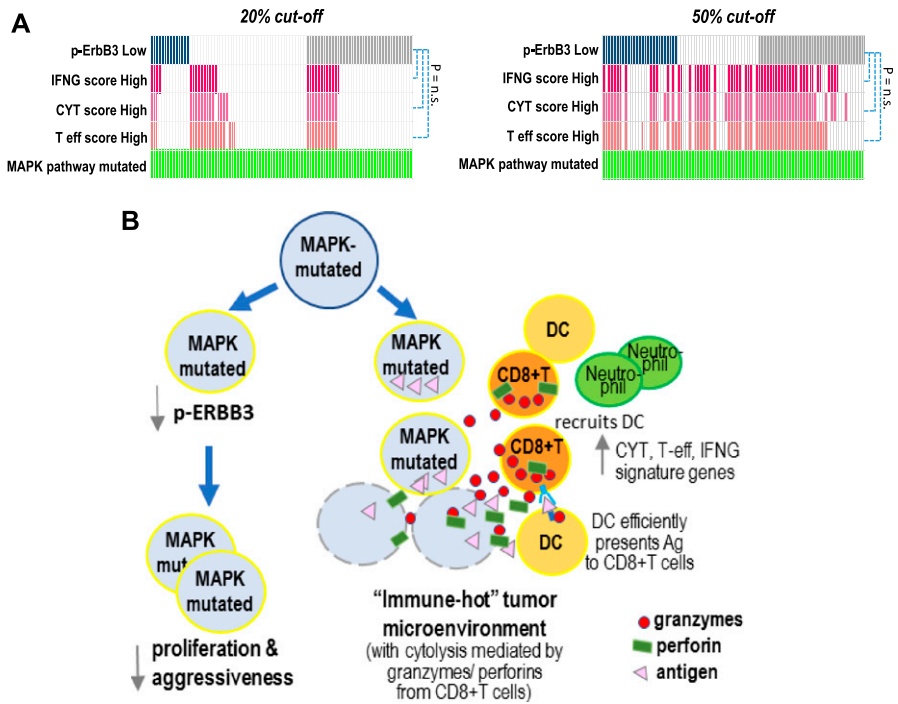 A
20% cut-off
p-ErbB3 Low
IFNG score High
CYT score High
T eff score High
MAPK pathway mutated
P = n.s.
50% cut-off
p-ErbB3 Low
IFNG score High
CYT score High
T eff score High
MAPK pathway mutated
P = n.s.
B
MAPK-
mutated
MAPK
mutated
p-ERBB3
MAPK
mut
MAPK
mutated
proliferation &
aggressiveness
MAPK
mutated
MAPK
mutated
DC
CD8+T
Neutro-
phil
Neutro-
phil
recruits DC
CD8+T
CYT, T-eff, IFNG
signature genes
DC
DC efficiently
presents Ag
to CD8+T cells
“Immune-hot” tumor
microenvironment
(with cytolysis mediated by
granzymes/ perforins
from CD8+T cells)
granzymes
perforin
antigen